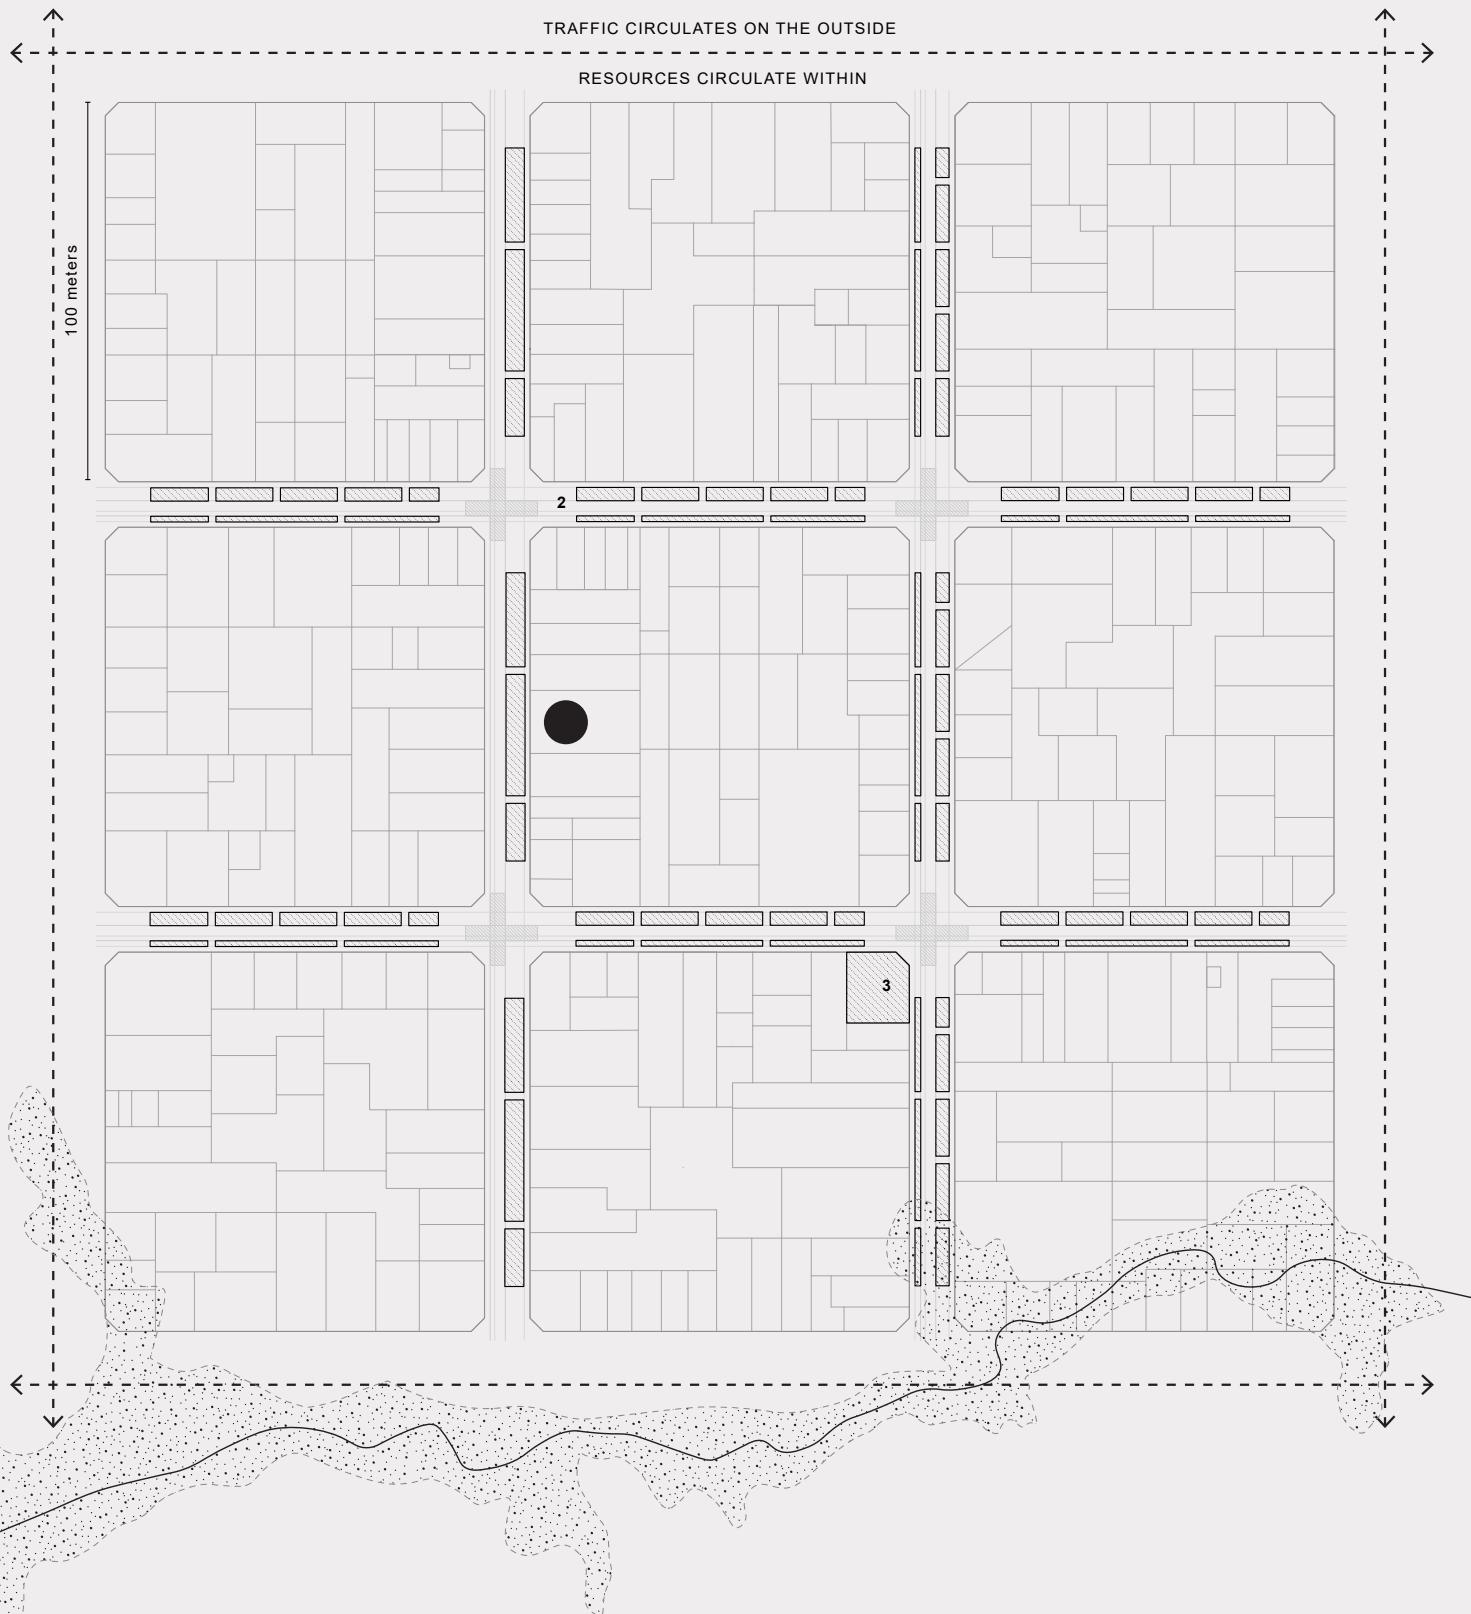 TRAFFIC CIRCULATES ON THE OUTSIDE
RESOURCES CIRCULATE WITHIN
100 meters
2
3